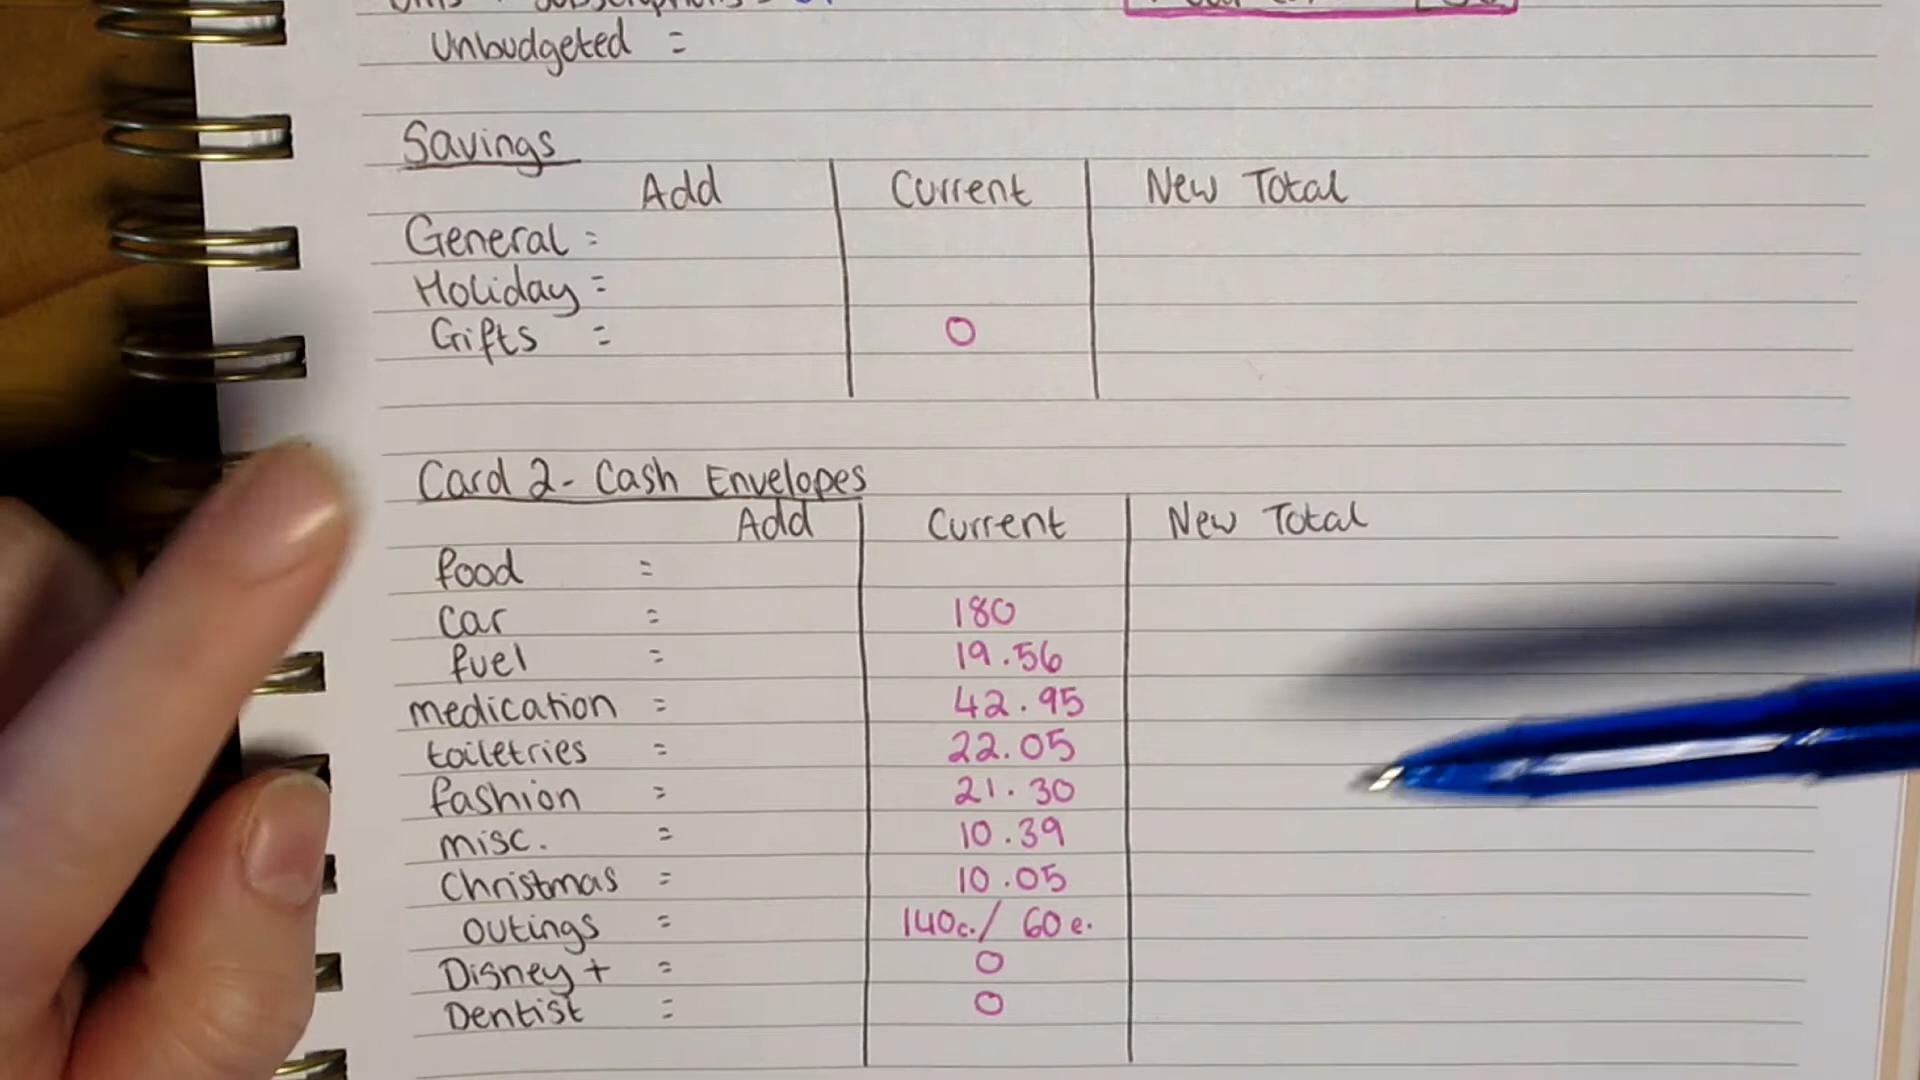 Unbudgeted =
Savings
Add Current New Total
General =
Holiday =
Gifts = 0
Card 2- Cash Envelopes
Add Current New Total
food =
car = 180
fuel = 19.56
medication = 42.95
toiletries = 22.05
fashion = 21.30
misc. = 10.39
Christmas = 10.05
outings = 140c./ 60e.
Disney+ = 0
Dentist = 0